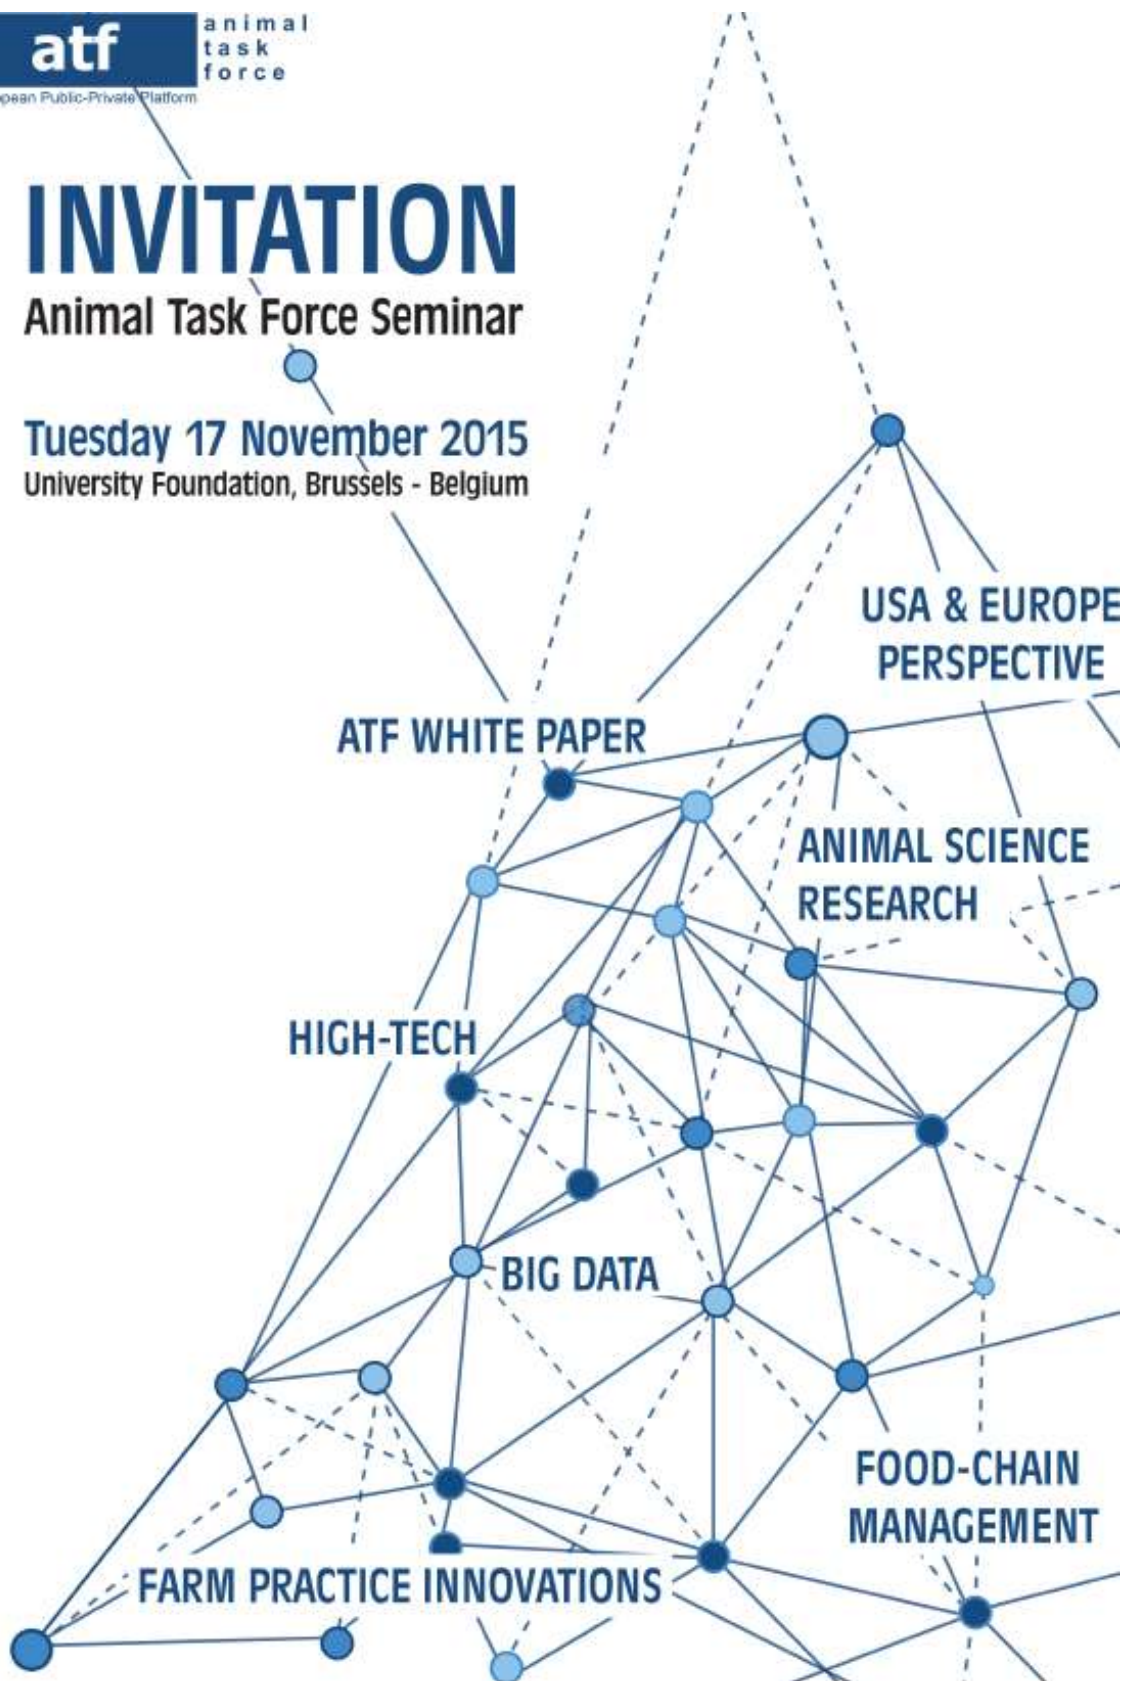 atf
animal
task
force
pean Public-Private Platform
INVITATION
Animal Task Force Seminar
Tuesday 17 November 2015
University Foundation, Brussels - Belgium
USA & EUROPE
PERSPECTIVE
ATF WHITE PAPER
ANIMAL SCIENCE
RESEARCH
HIGH-TECH
BIG DATA
FOOD-CHAIN
MANAGEMENT
FARM PRACTICE INNOVATIONS